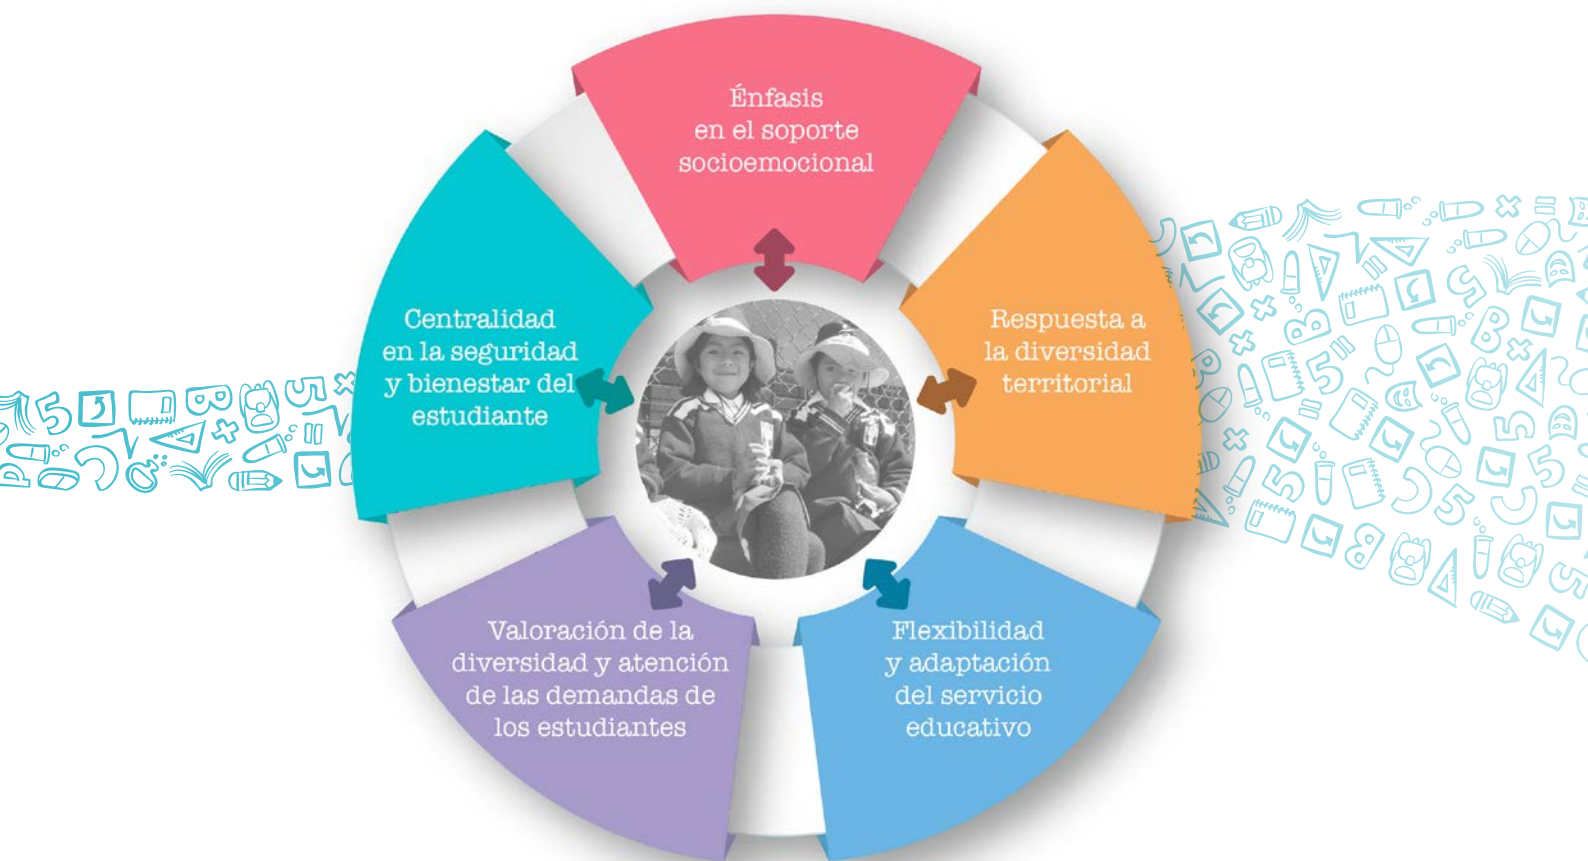 Énfasis
en el soporte
socioemocional
Respuesta a
la diversidad
territorial
Flexibilidad
y adaptación
del servicio
educativo
Valoración de la
diversidad y atención
de las demandas de
los estudiantes
Centralidad
en la seguridad
y bienestar del
estudiante